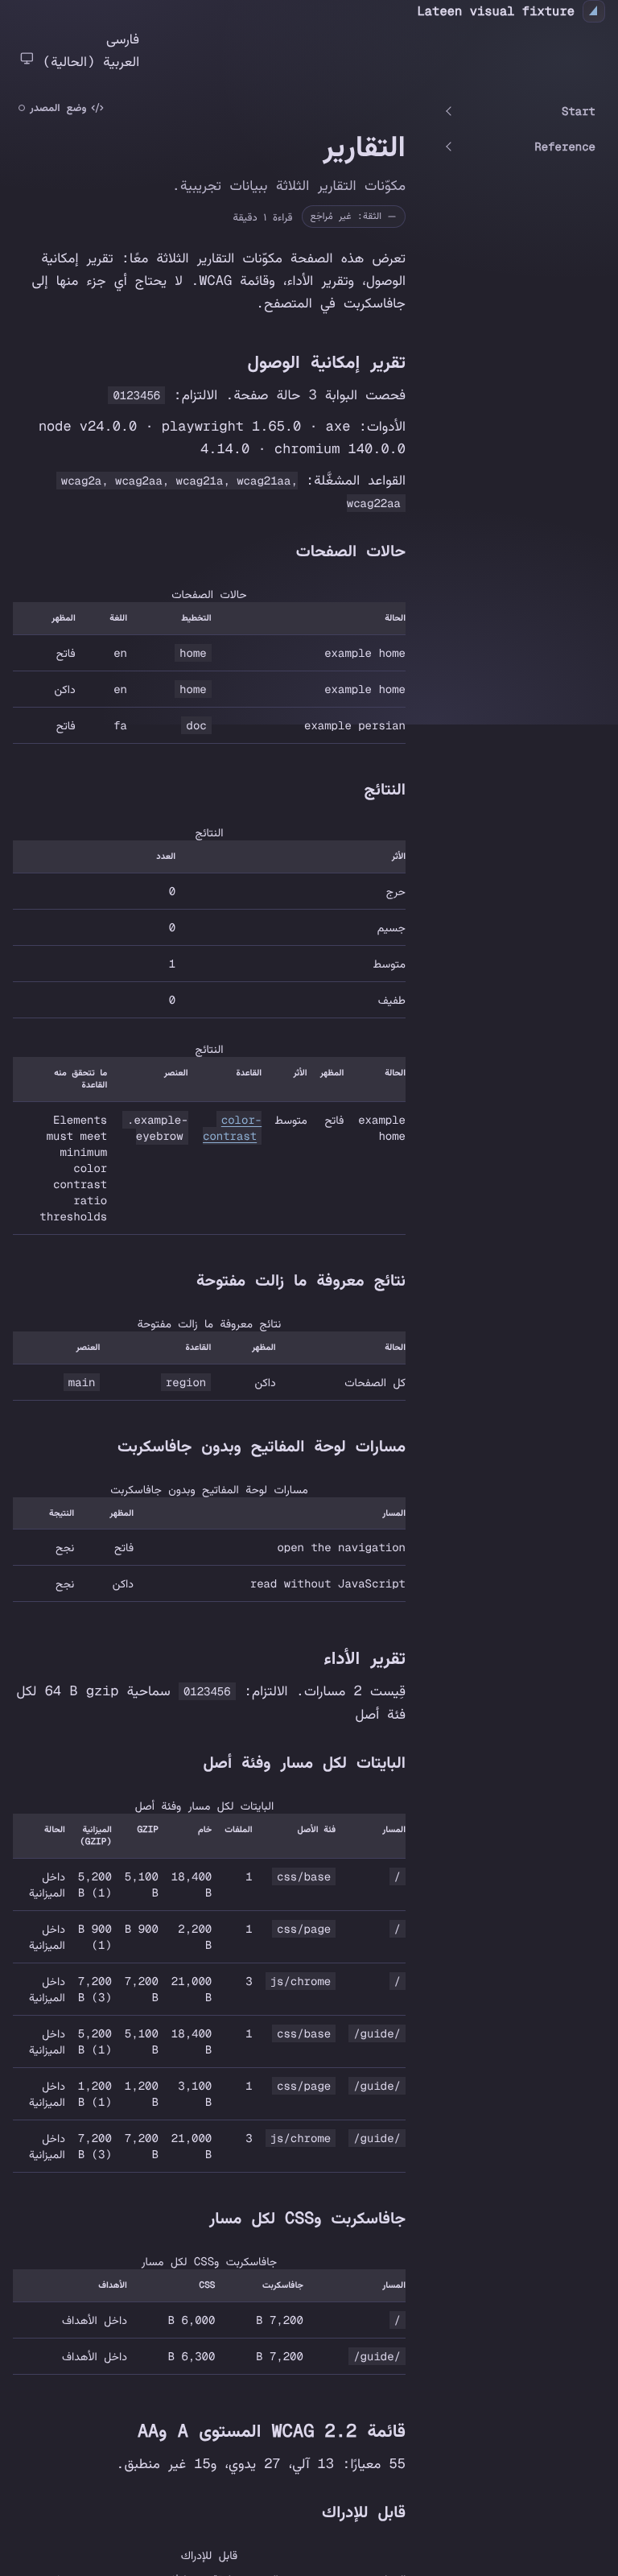 Lateen visual fixture
فارسی
العربية (الحالية)
Start
Reference
وضع المصدر
التقارير
مكوّنات التقارير الثلاثة ببيانات تجريبية.
— الثقة: غير مُراجَع
قراءة ١ دقيقة
تعرض هذه الصفحة مكوّنات التقارير الثلاثة معًا: تقرير إمكانية
الوصول، وتقرير الأداء، وقائمة WCAG. لا يحتاج أي جزء منها إلى
جافاسكربت في المتصفح.
تقرير إمكانية الوصول
فحصت البوابة 3 حالة صفحة. الالتزام: 0123456
الأدوات: node v24.0.0 · playwright 1.65.0 · axe
4.14.0 · chromium 140.0.0
القواعد المشغَّلة: wcag2a, wcag2aa, wcag21a, wcag21aa,
wcag22aa
حالات الصفحات
حالات الصفحات
الحالة التخطيط اللغة المظهر
example home home en فاتح
example home home en داكن
example persian doc fa فاتح
النتائج
النتائج
الأثر العدد
حرج 0
جسيم 0
متوسط 1
طفيف 0
النتائج
الحالة المظهر الأثر القاعدة العنصر ما تتحقق منه
القاعدة
example فاتح متوسط color- .example- Elements
home contrast eyebrow must meet
minimum
color
contrast
ratio
thresholds
نتائج معروفة ما زالت مفتوحة
نتائج معروفة ما زالت مفتوحة
الحالة المظهر القاعدة العنصر
كل الصفحات داكن region main
مسارات لوحة المفاتيح وبدون جافاسكربت
مسارات لوحة المفاتيح وبدون جافاسكربت
المسار المظهر النتيجة
open the navigation فاتح نجح
read without JavaScript داكن نجح
تقرير الأداء
قِيست 2 مسارات. الالتزام: 0123456 سماحية 64 B gzip لكل
فئة أصل
البايتات لكل مسار وفئة أصل
البايتات لكل مسار وفئة أصل
المسار فئة الأصل الملفات خام GZIP الميزانية الحالة
(GZIP)
/ css/base 1 18,400 5,100 5,200 داخل
B B B (1) الميزانية
/ css/page 1 2,200 900 B 900 B داخل
B (1) الميزانية
/ js/chrome 3 21,000 7,200 7,200 داخل
B B B (3) الميزانية
/guide/ css/base 1 18,400 5,100 5,200 داخل
B B B (1) الميزانية
/guide/ css/page 1 3,100 1,200 1,200 داخل
B B B (1) الميزانية
/guide/ js/chrome 3 21,000 7,200 7,200 داخل
B B B (3) الميزانية
جافاسكربت وCSS لكل مسار
جافاسكربت وCSS لكل مسار
المسار جافاسكربت CSS الأهداف
/ 7,200 B 6,000 B داخل الأهداف
/guide/ 7,200 B 6,300 B داخل الأهداف
قائمة WCAG 2.2 المستوى A وAA
55 معيارًا: 13 آلي، 27 يدوي، و15 غير منطبق.
قابل للإدراك
قابل للإدراك